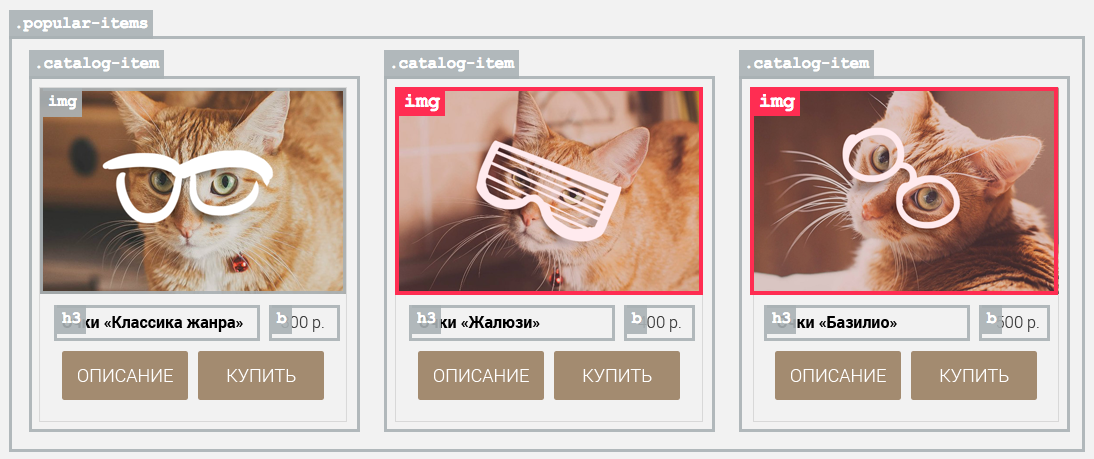 .popular-items
.catalog-item .catalog-item .catalog-item
img img img
h3 ки «Классика жанра» b 00 р. h3 ки «Жалюзи» b 00 р. h3 ки «Базилио» b 500 р.
ОПИСАНИЕ КУПИТЬ ОПИСАНИЕ КУПИТЬ ОПИСАНИЕ КУПИТЬ